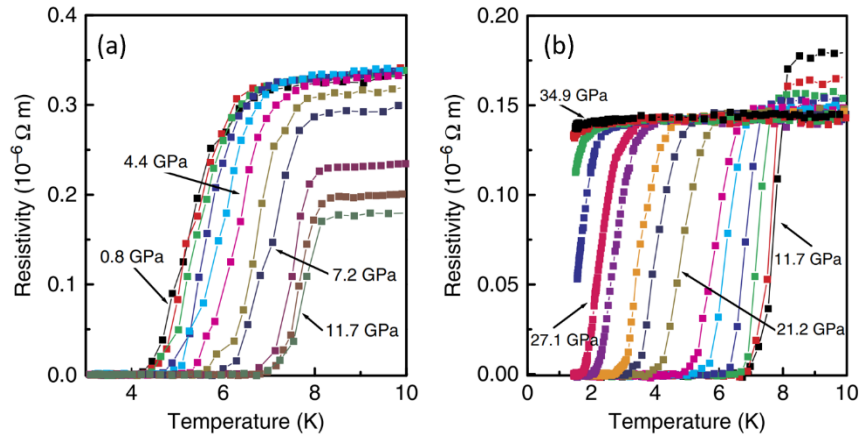 (a)
0.4
0.3
0.2
0.1
0.0
Resistivity (10⁻⁶ Ω m)
4.4 GPa
0.8 GPa
7.2 GPa
11.7 GPa
4 6 8 10
Temperature (K)
(b)
0.20
0.15
0.10
0.05
0.00
Resistivity (10⁻⁶ Ω m)
34.9 GPa
27.1 GPa
11.7 GPa
21.2 GPa
0 2 4 6 8 10
Temperature (K)